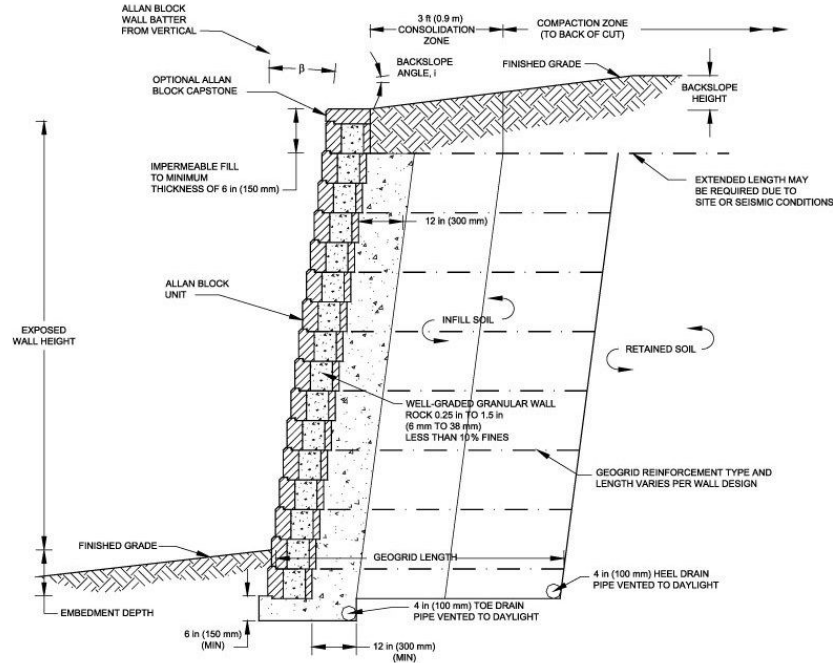 ALLAN BLOCK
WALL BATTER
FROM VERTICAL
3 ft (0.9 m)
CONSOLIDATION
ZONE
COMPACTION ZONE
(TO BACK OF CUT)
β
BACKSLOPE
ANGLE, i
FINISHED GRADE
BACKSLOPE
HEIGHT
OPTIONAL ALLAN
BLOCK CAPSTONE
IMPERMEABLE FILL
TO MINIMUM
THICKNESS OF 6 in (150 mm)
EXTENDED LENGTH MAY
BE REQUIRED DUE TO
SITE OR SEISMIC CONDITIONS
12 in (300 mm)
ALLAN BLOCK
UNIT
EXPOSED
WALL HEIGHT
INFILL SOIL
RETAINED SOIL
WELL-GRADED GRANULAR WALL
ROCK 0.25 in TO 1.5 in
(6 mm TO 38 mm)
LESS THAN 10% FINES
GEOGRID REINFORCEMENT TYPE AND
LENGTH VARIES PER WALL DESIGN
FINISHED GRADE
GEOGRID LENGTH
EMBEDMENT DEPTH
4 in (100 mm) TOE DRAIN
PIPE VENTED TO DAYLIGHT
4 in (100 mm) HEEL DRAIN
PIPE VENTED TO DAYLIGHT
6 in (150 mm)
(MIN)
12 in (300 mm)
(MIN)